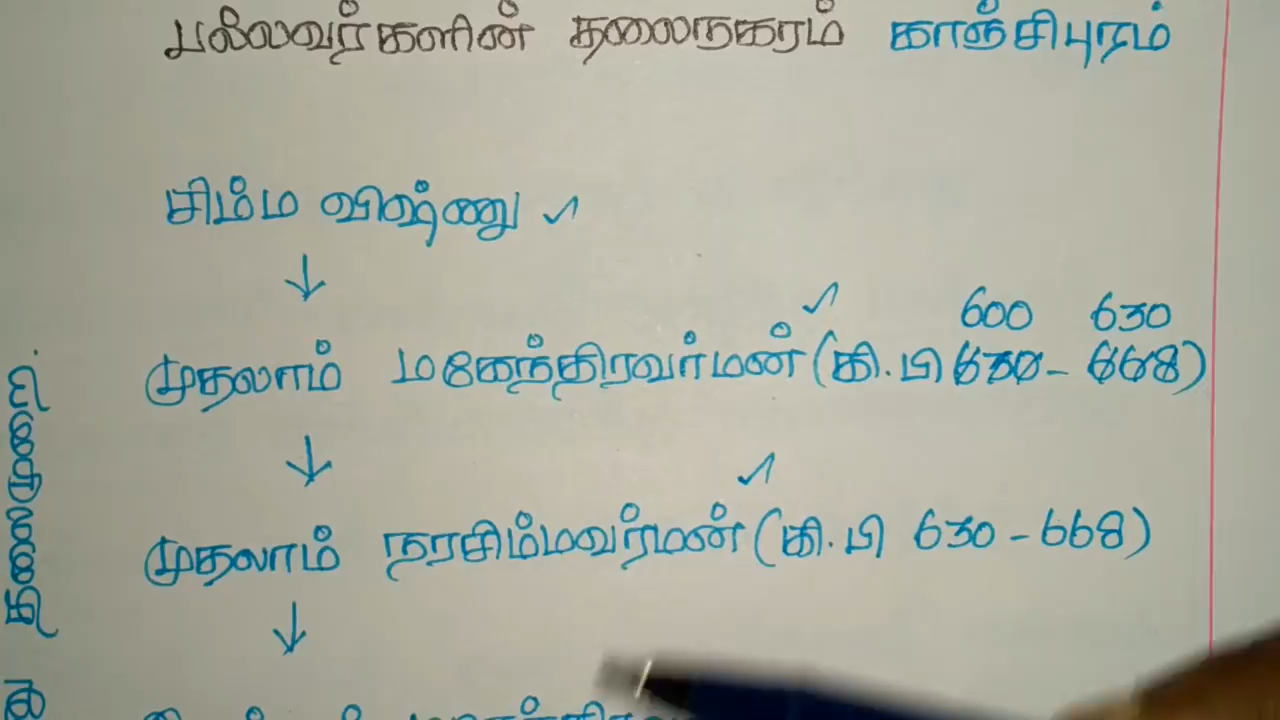 பல்லவர்களின் தலைநகரம் காஞ்சிபுரம்
சிம்ம விஷ்ணு ✓
↓
600 630
முதலாம் மகேந்திரவர்மன் ✓ (கி.பி 630 - 668)
↓
முதலாம் நரசிம்மவர்மன் ✓ (கி.பி 630 - 668)
↓